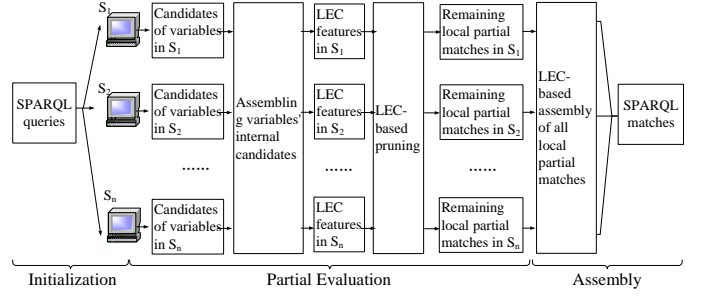 S1
S2
Sn
SPARQL
queries
Candidates
of variables
in S1
Candidates
of variables
in S2
......
Candidates
of variables
in Sn
Assemblin
g variables'
internal
candidates
LEC
features
in S1
LEC
features
in S2
......
LEC
features
in Sn
LEC-
based
pruning
Remaining
local partial
matches in S1
Remaining
local partial
matches in S2
......
Remaining
local partial
matches in Sn
LEC-
based
assembly
of all
local
partial
matches
SPARQL
matches
Initialization
Partial Evaluation
Assembly